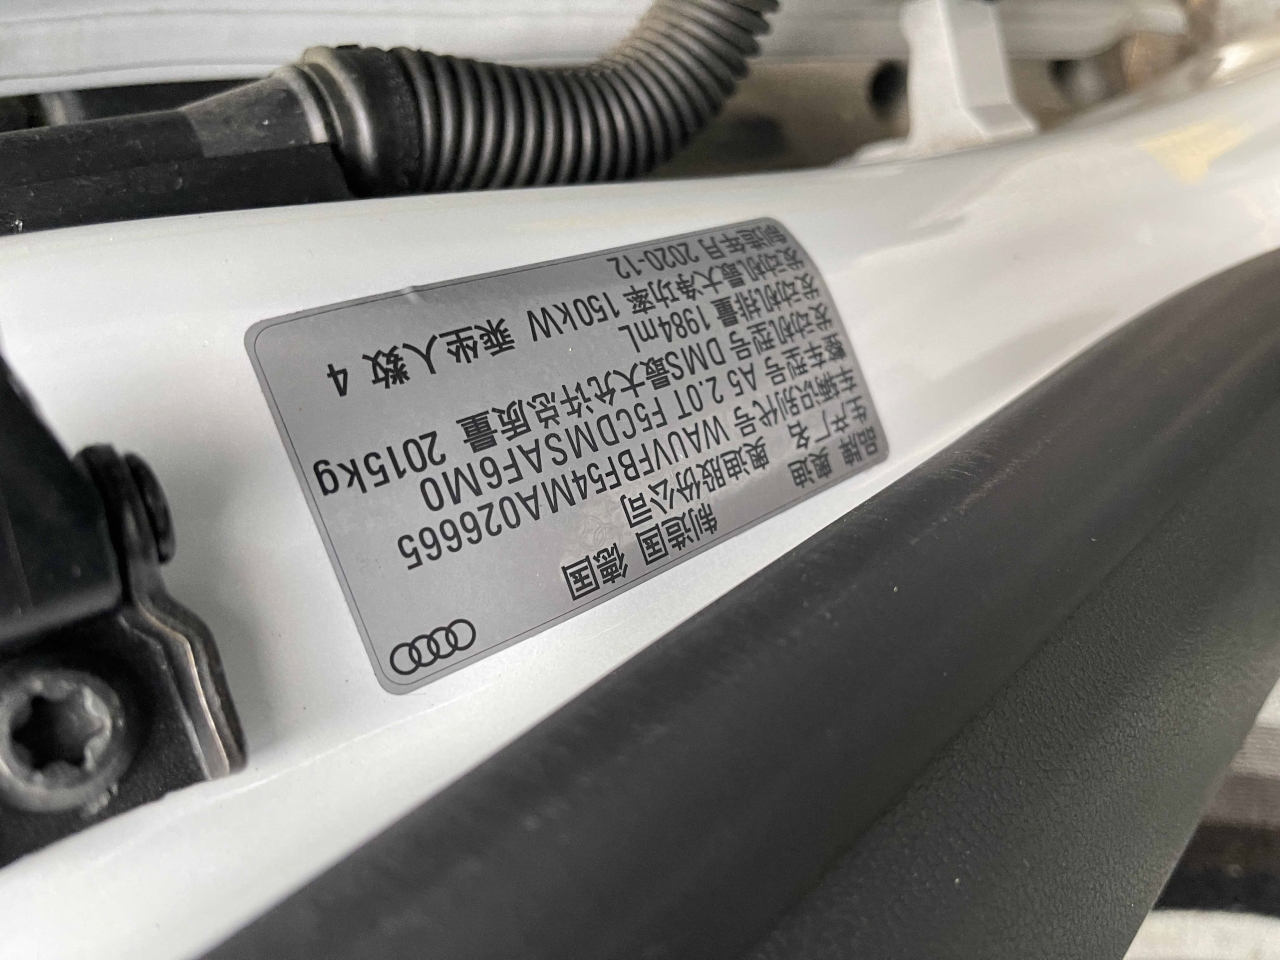 品牌 奥迪 制造国 德国
生产厂名 奥迪股份公司
车辆识别代号 WAUVFBF54MA026665
整车型号 A5 2.0T F5CDMSAF6M0
发动机型号 DMS 最大允许总质量 2015kg
发动机排量 1984mL
发动机最大净功率 150kW 乘坐人数 4
制造年月 2020-12